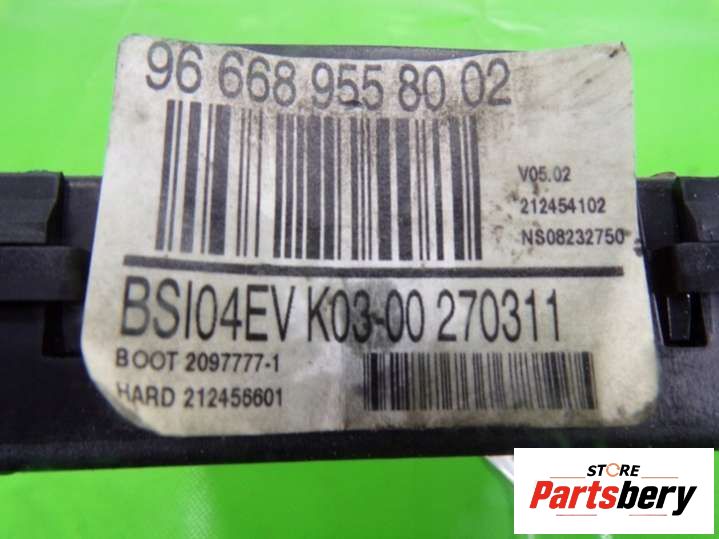 96 668 955 80 02
V05.02
212454102
NS08232750
BSI04EV K03-00 270311
BOOT 2097777-1
HARD 212456601
STORE
Partsbery